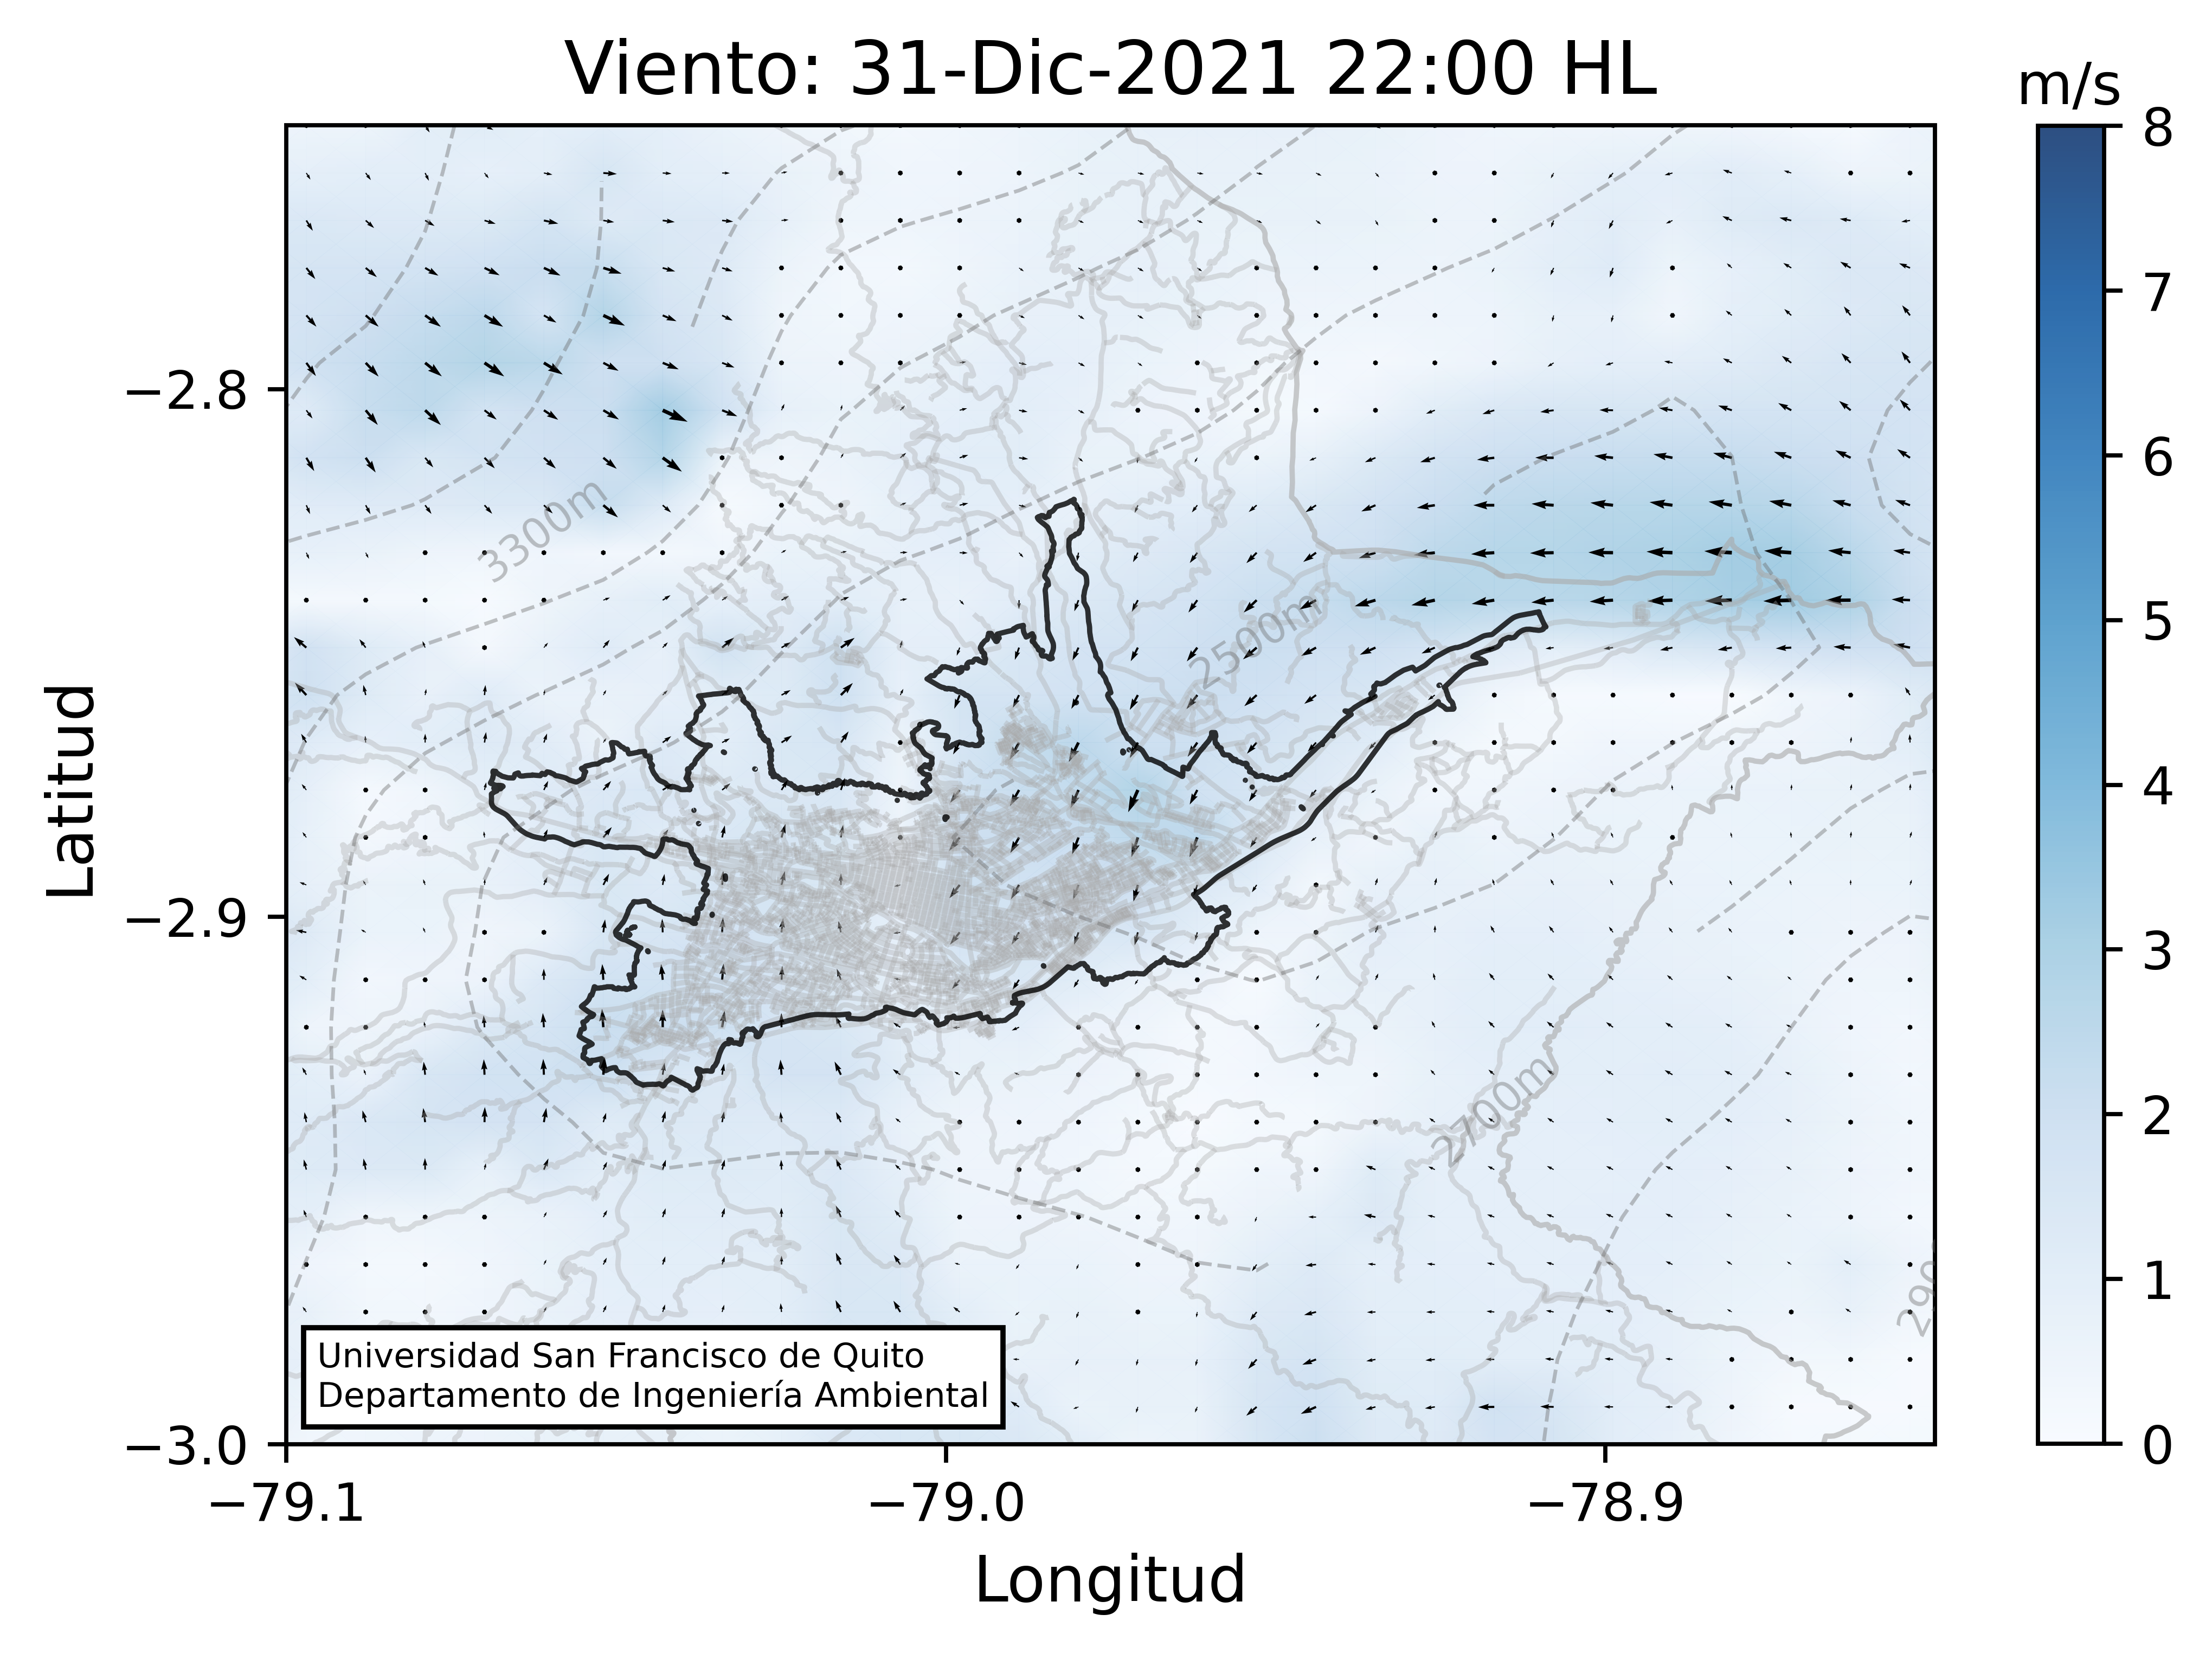 Viento: 31-Dic-2021 22:00 HL
m/s
8
7
6
5
4
3
2
1
0
Latitud
−2.8
−2.9
−3.0
3300m
2500m
2700m
290
Universidad San Francisco de Quito
Departamento de Ingeniería Ambiental
−79.1
−79.0
−78.9
Longitud